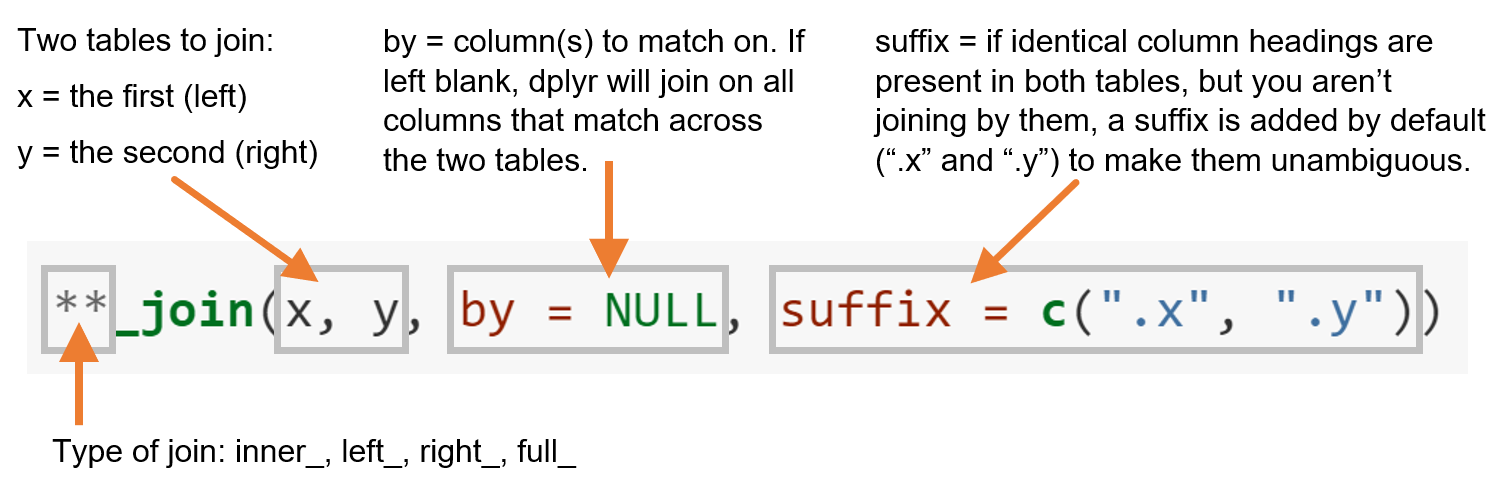 Two tables to join:
x = the first (left)
y = the second (right)
by = column(s) to match on. If
left blank, dplyr will join on all
columns that match across
the two tables.
suffix = if identical column headings are
present in both tables, but you aren’t
joining by them, a suffix is added by default
(“.x” and “.y”) to make them unambiguous.
**_join(x, y, by = NULL, suffix = c(".x", ".y"))
Type of join: inner_, left_, right_, full_